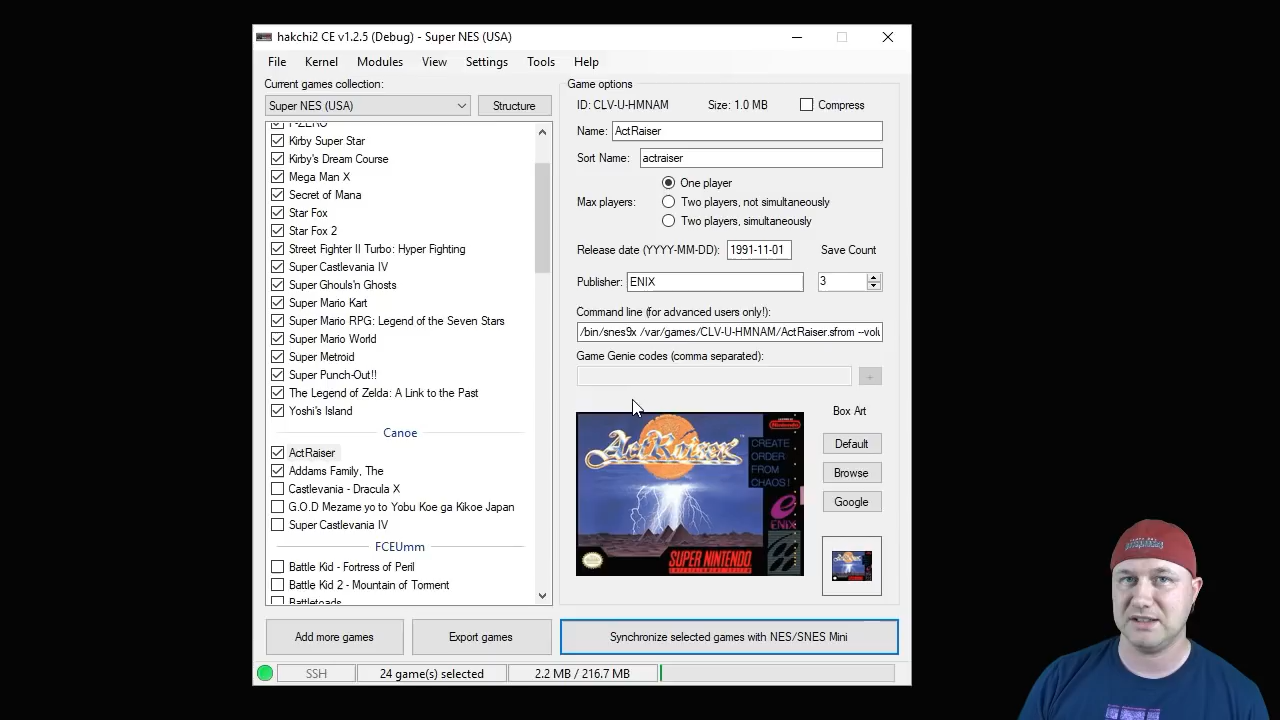 hakchi2 CE v1.2.5 (Debug) - Super NES (USA)
File Kernel Modules View Settings Tools Help
Current games collection:
Super NES (USA) Structure
F-ZERO
Kirby Super Star
Kirby's Dream Course
Mega Man X
Secret of Mana
Star Fox
Star Fox 2
Street Fighter II Turbo: Hyper Fighting
Super Castlevania IV
Super Ghouls'n Ghosts
Super Mario Kart
Super Mario RPG: Legend of the Seven Stars
Super Mario World
Super Metroid
Super Punch-Out!!
The Legend of Zelda: A Link to the Past
Yoshi's Island
Canoe
ActRaiser
Addams Family, The
Castlevania - Dracula X
G.O.D Mezame yo to Yobu Koe ga Kikoe Japan
Super Castlevania IV
FCEUmm
Battle Kid - Fortress of Peril
Battle Kid 2 - Mountain of Torment
Battletoads
Add more games Export games
Game options
ID: CLV-U-HMNAM Size: 1.0 MB Compress
Name: ActRaiser
Sort Name: actraiser
Max players:
One player
Two players, not simultaneously
Two players, simultaneously
Release date (YYYY-MM-DD): 1991-11-01 Save Count
Publisher: ENIX 3
Command line (for advanced users only!):
/bin/snes9x /var/games/CLV-U-HMNAM/ActRaiser.sfrom --volu
Game Genie codes (comma separated):
+
Box Art
Default
Browse
Google
ActRaiser
CREATE
ORDER
FROM
CHAOS!
Nintendo
ENIX
SUPER NINTENDO
Synchronize selected games with NES/SNES Mini
SSH 24 game(s) selected 2.2 MB / 216.7 MB